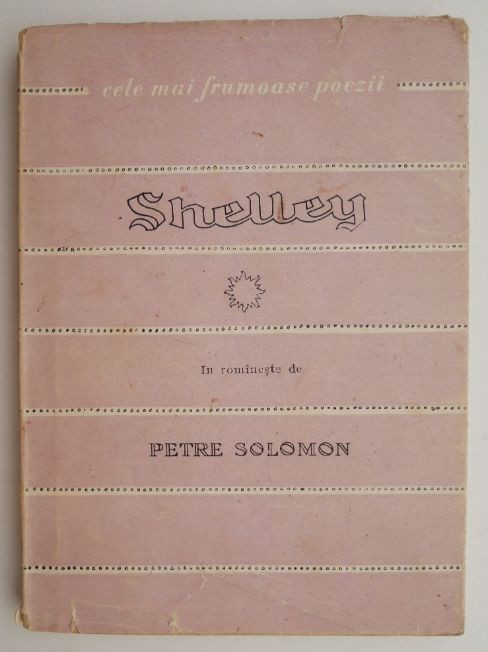 cele mai frumoase poezii
Shelley
In romînește de
PETRE SOLOMON